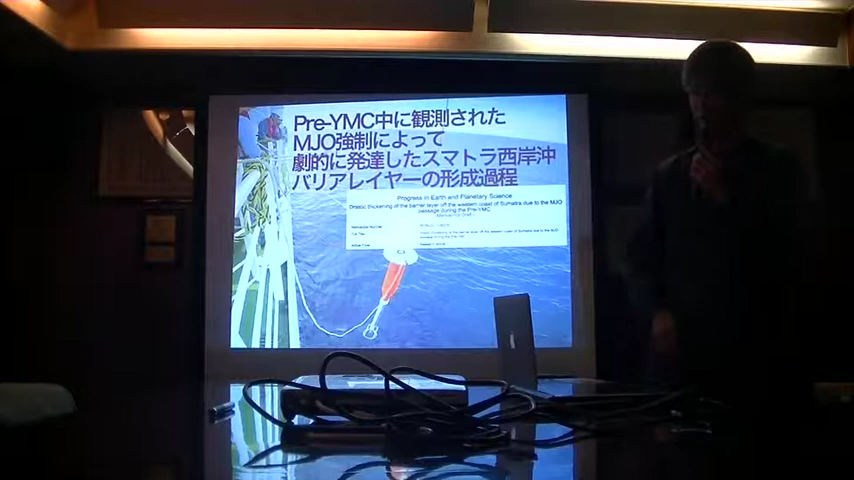 Pre-YMC中に観測された
MJO強制によって
劇的に発達したスマトラ西岸沖
バリアレイヤーの形成過程
Progress in Earth and Planetary Science
Drastic thickening of the barrier layer off the western coast of Sumatra due to the MJO
passage during the Pre-YMC